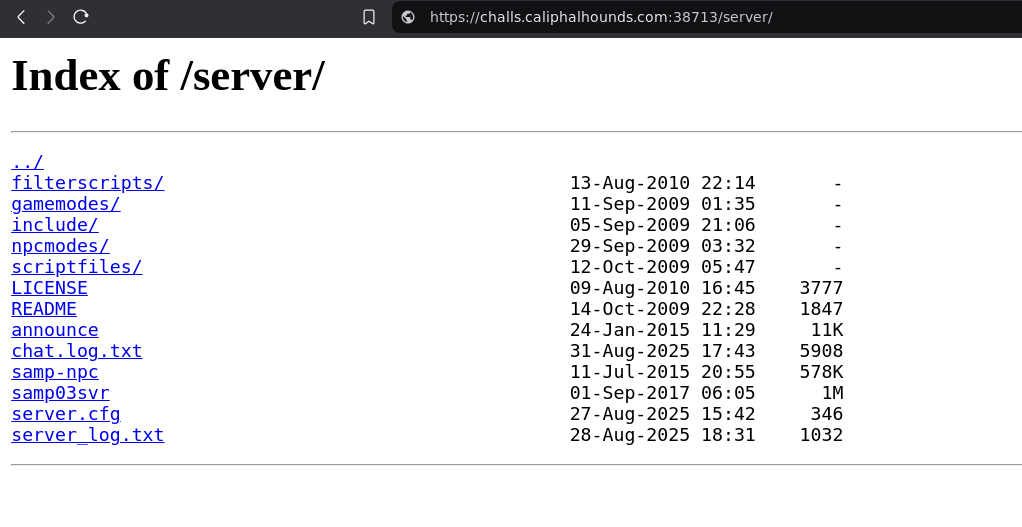 https://challs.caliphalhounds.com:38713/server/
Index of /server/
../
filterscripts/ 13-Aug-2010 22:14 -
gamemodes/ 11-Sep-2009 01:35 -
include/ 05-Sep-2009 21:06 -
npcmodes/ 29-Sep-2009 03:32 -
scriptfiles/ 12-Oct-2009 05:47 -
LICENSE 09-Aug-2010 16:45 3777
README 14-Oct-2009 22:28 1847
announce 24-Jan-2015 11:29 11K
chat.log.txt 31-Aug-2025 17:43 5908
samp-npc 11-Jul-2015 20:55 578K
samp03svr 01-Sep-2017 06:05 1M
server.cfg 27-Aug-2025 15:42 346
server_log.txt 28-Aug-2025 18:31 1032